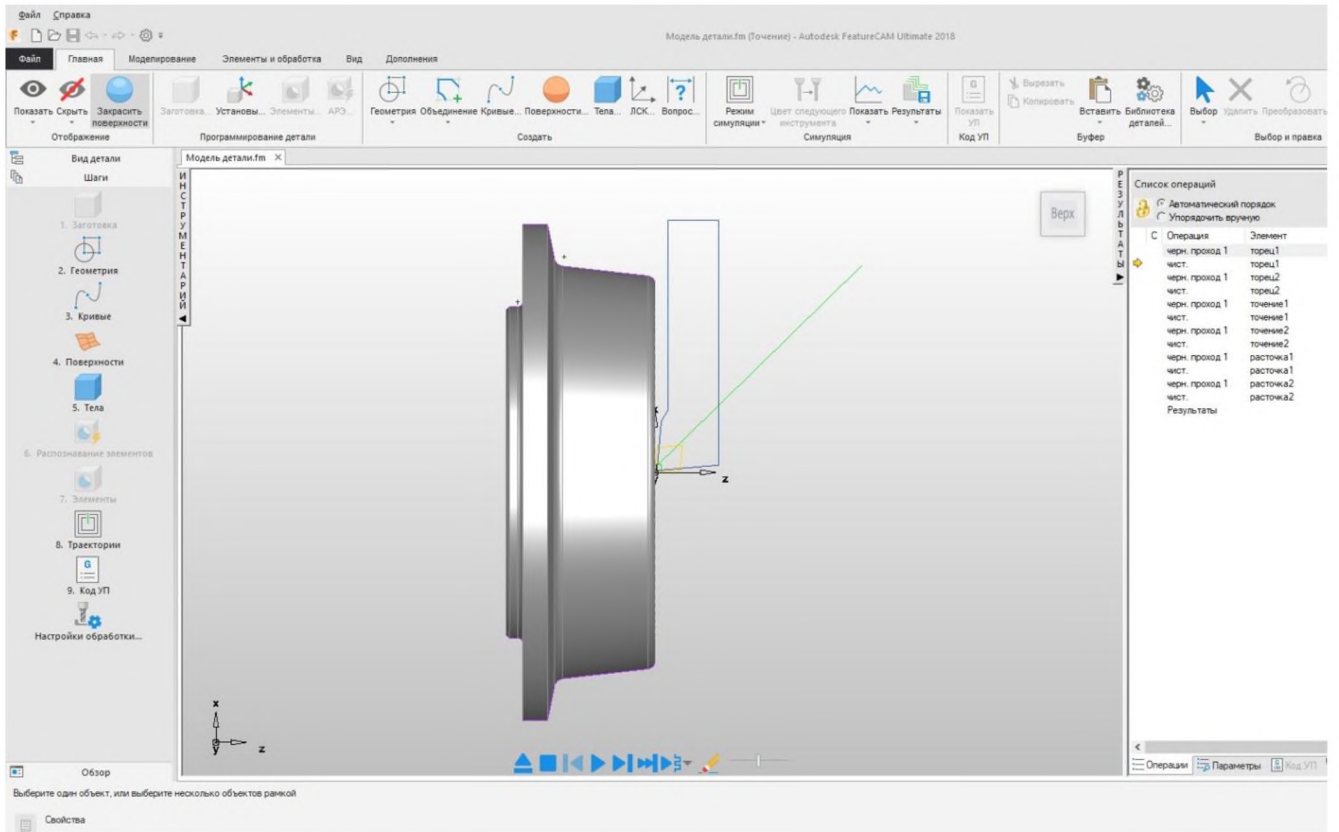 Файл Справка
Модель детали.fm (Точение) - Autodesk FeatureCAM Ultimate 2018
Файл Главная Моделирование Элементы и обработка Вид Дополнения
Показать Скрыть Закрасить поверхности
Заготовка... Установы... Элементы... АРЭ...
Геометрия Объединение Кривые... Поверхности... Тела... ЛСК... Вопрос...
Режим симуляции Цвет следующего инструмента Показать Результаты
Показать УП
Вырезать
Копировать
Вставить Библиотека деталей...
Выбор Удалить Преобразовать
Отображение Программирование детали Создать Симуляция Код УП Буфер Выбор и правка
Вид детали
Шаги
1. Заготовка
2. Геометрия
3. Кривые
4. Поверхности
5. Тела
6. Распознавание элементов
7. Элементы
8. Траектории
9. Код УП
Настройки обработки...
Обзор
Модель детали.fm
ИНСТРУМЕНТАРИЙ
Верх
z
x
y
z
РЕЗУЛЬТАТЫ
Список операций
Автоматический порядок
Упорядочить вручную
С Операция Элемент
черн. проход 1 торец1
чист. торец1
черн. проход 1 торец2
чист. торец2
черн. проход 1 точение1
чист. точение1
черн. проход 1 точение2
чист. точение2
черн. проход 1 расточка1
чист. расточка1
черн. проход 1 расточка2
чист. расточка2
Результаты
Операции Параметры Код УП
Выберите один объект, или выберите несколько объектов рамкой
Свойства